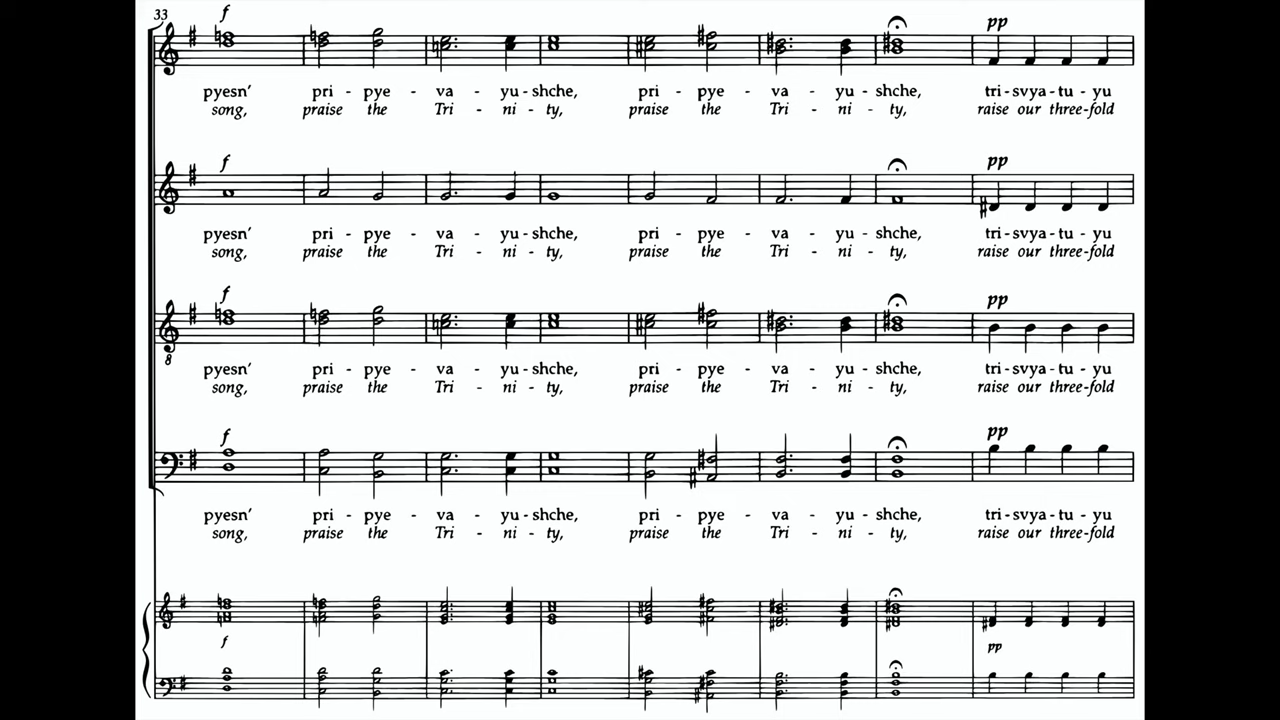 33
f
pyesn' pri - pye - va - yu - shche, pri - pye - va - yu - shche, tri - svya - tu - yu
song, praise the Tri - ni - ty, praise the Tri - ni - ty, raise our three-fold
pp
f
pyesn' pri - pye - va - yu - shche, pri - pye - va - yu - shche, tri - svya - tu - yu
song, praise the Tri - ni - ty, praise the Tri - ni - ty, raise our three-fold
pp
f
8
pyesn' pri - pye - va - yu - shche, pri - pye - va - yu - shche, tri - svya - tu - yu
song, praise the Tri - ni - ty, praise the Tri - ni - ty, raise our three-fold
pp
f
pyesn' pri - pye - va - yu - shche, pri - pye - va - yu - shche, tri - svya - tu - yu
song, praise the Tri - ni - ty, praise the Tri - ni - ty, raise our three-fold
pp
f
pp